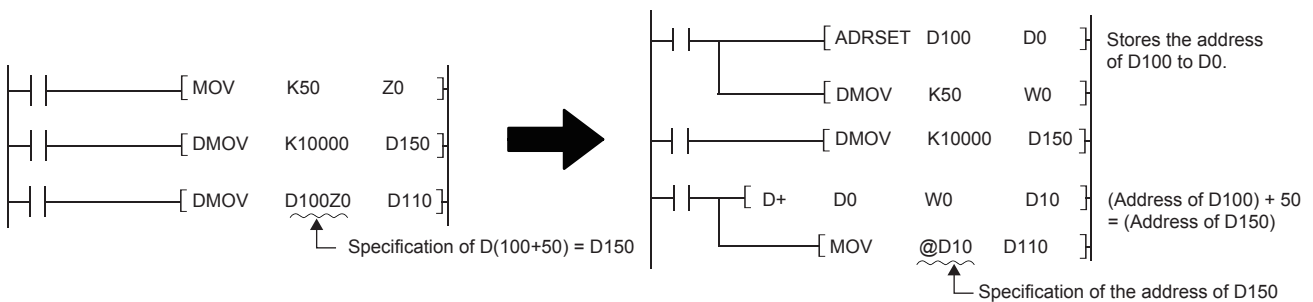 [ MOV K50 Z0 ]
[ DMOV K10000 D150 ]
[ DMOV D100Z0 D110 ]
Specification of D(100+50) = D150
[ ADRSET D100 D0 ]
Stores the address
of D100 to D0.
[ DMOV K50 W0 ]
[ DMOV K10000 D150 ]
[ D+ D0 W0 D10 ]
(Address of D100) + 50
= (Address of D150)
[ MOV @D10 D110 ]
Specification of the address of D150